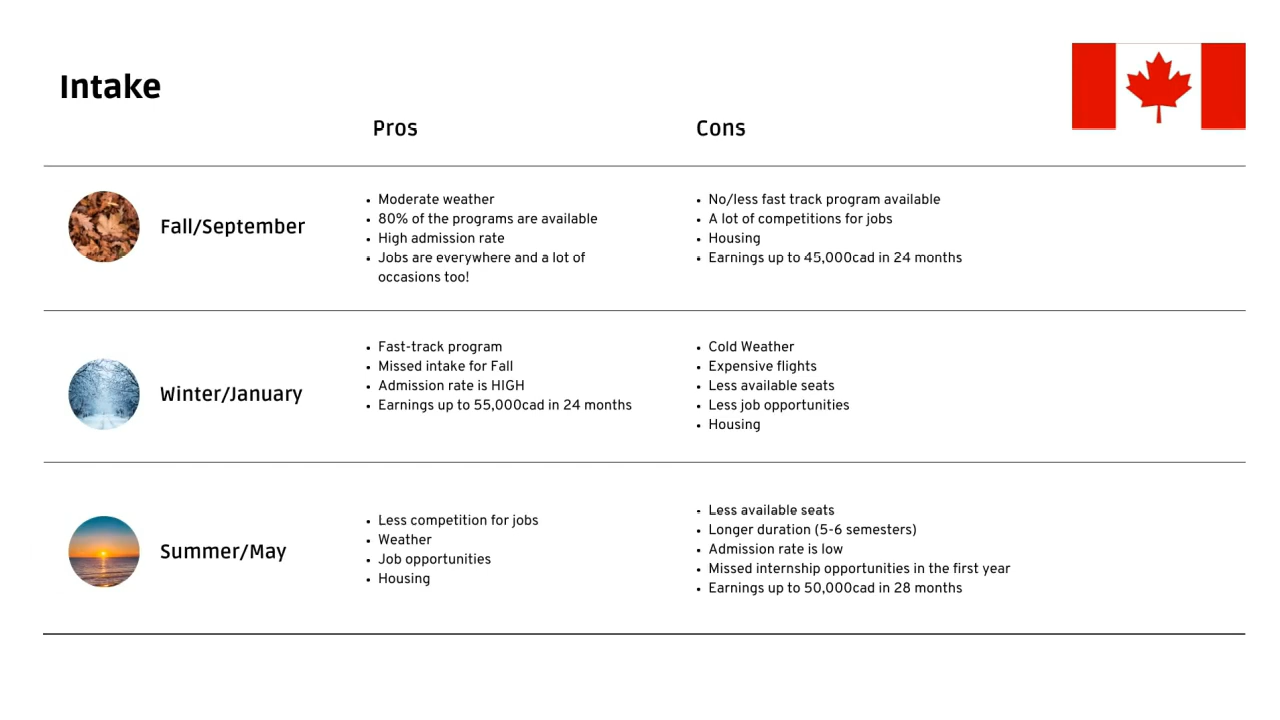 Intake
Pros
Cons
Fall/September
• Moderate weather
• 80% of the programs are available
• High admission rate
• Jobs are everywhere and a lot of
occasions too!
• No/less fast track program available
• A lot of competitions for jobs
• Housing
• Earnings up to 45,000cad in 24 months
Winter/January
• Fast-track program
• Missed intake for Fall
• Admission rate is HIGH
• Earnings up to 55,000cad in 24 months
• Cold Weather
• Expensive flights
• Less available seats
• Less job opportunities
• Housing
Summer/May
• Less competition for jobs
• Weather
• Job opportunities
• Housing
• Less available seats
• Longer duration (5-6 semesters)
• Admission rate is low
• Missed internship opportunities in the first year
• Earnings up to 50,000cad in 28 months